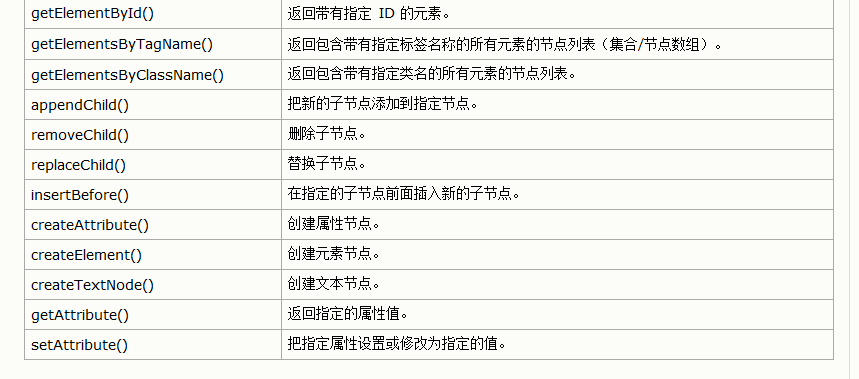 getElementById() 返回带有指定 ID 的元素。
getElementsByTagName() 返回包含带有指定标签名称的所有元素的节点列表（集合/节点数组）。
getElementsByClassName() 返回包含带有指定类名的所有元素的节点列表。
appendChild() 把新的子节点添加到指定节点。
removeChild() 删除子节点。
replaceChild() 替换子节点。
insertBefore() 在指定的子节点前面插入新的子节点。
createAttribute() 创建属性节点。
createElement() 创建元素节点。
createTextNode() 创建文本节点。
getAttribute() 返回指定的属性值。
setAttribute() 把指定属性设置或修改为指定的值。